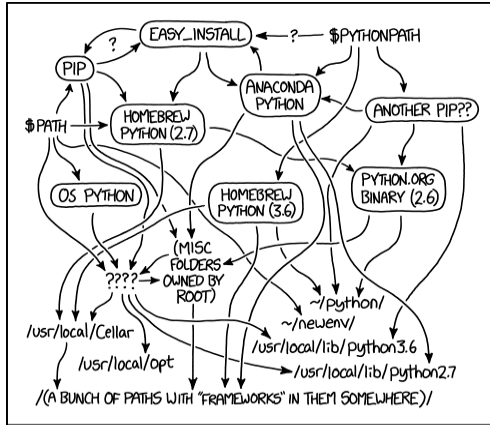 EASY_INSTALL
?
?
$PYTHONPATH
PIP
ANACONDA
PYTHON
ANOTHER PIP??
HOMEBREW
PYTHON (2.7)
$PATH
OS PYTHON
HOMEBREW
PYTHON (3.6)
PYTHON.ORG
BINARY (2.6)
(MISC
FOLDERS
OWNED BY
ROOT)
????
~/python/
~/newenv/
/usr/local/Cellar
/usr/local/opt
/usr/local/lib/python3.6
/usr/local/lib/python2.7
/(A BUNCH OF PATHS WITH "FRAMEWORKS" IN THEM SOMEWHERE)/